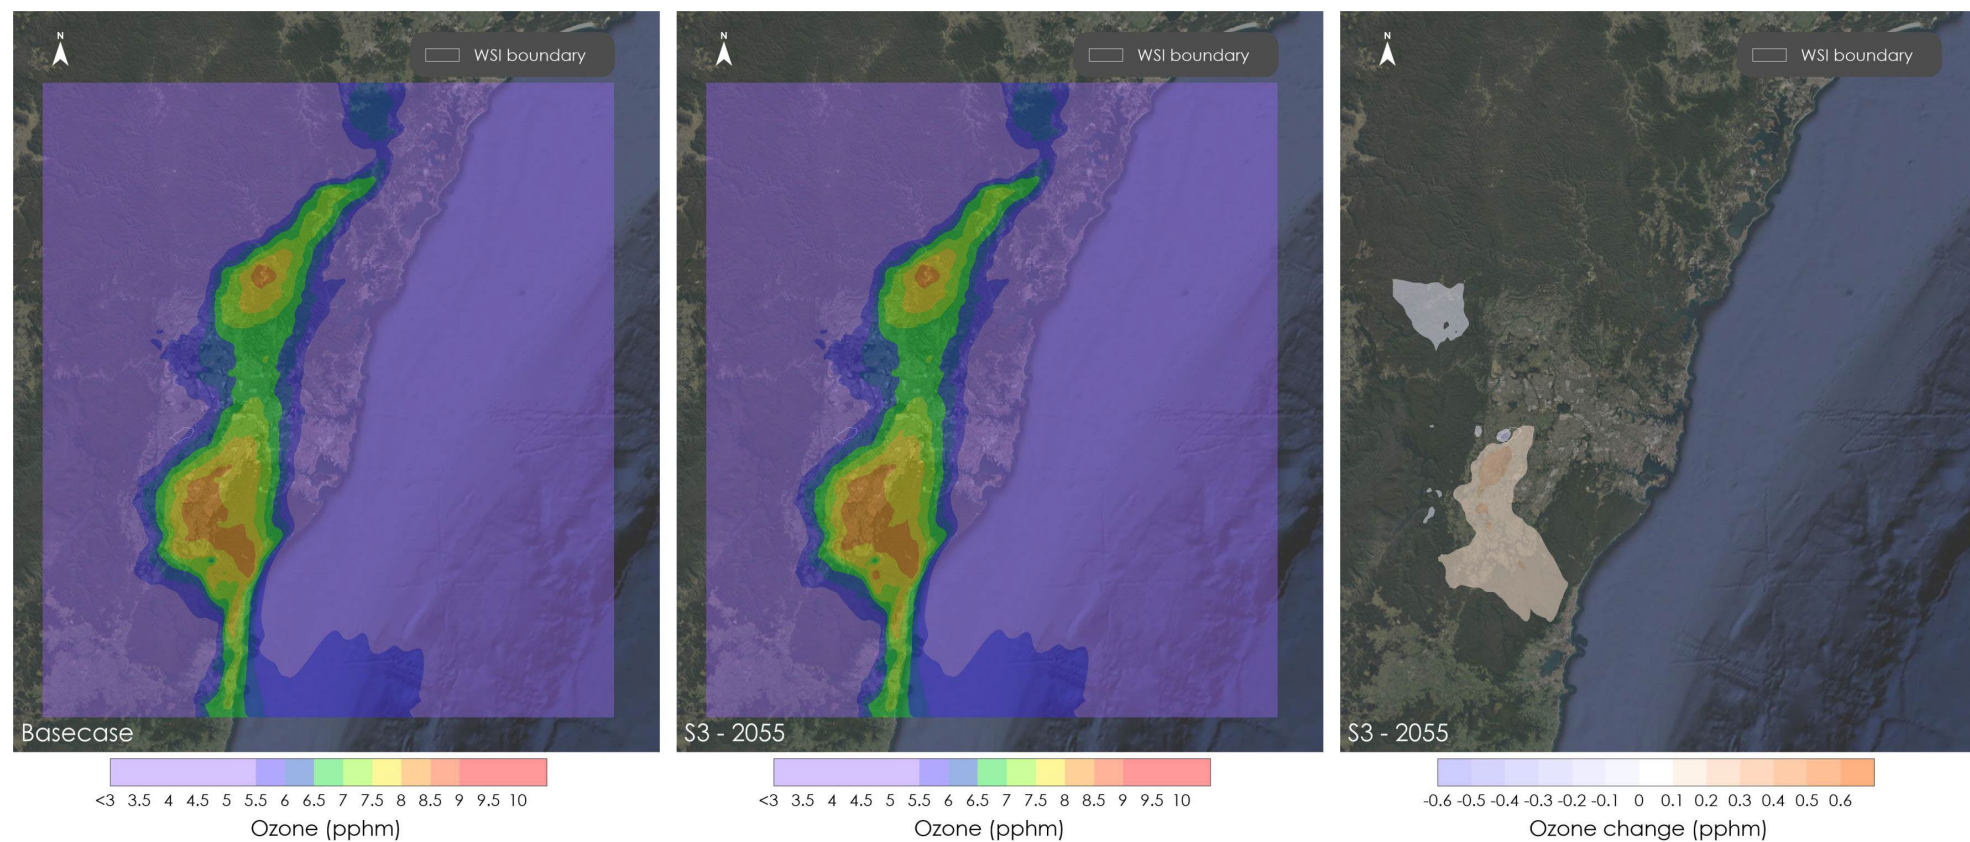 N
WSI boundary
Basecase
<3 3.5 4 4.5 5 5.5 6 6.5 7 7.5 8 8.5 9 9.5 10
Ozone (pphm)
N
WSI boundary
S3 - 2055
<3 3.5 4 4.5 5 5.5 6 6.5 7 7.5 8 8.5 9 9.5 10
Ozone (pphm)
N
WSI boundary
S3 - 2055
-0.6 -0.5 -0.4 -0.3 -0.2 -0.1 0 0.1 0.2 0.3 0.4 0.5 0.6
Ozone change (pphm)